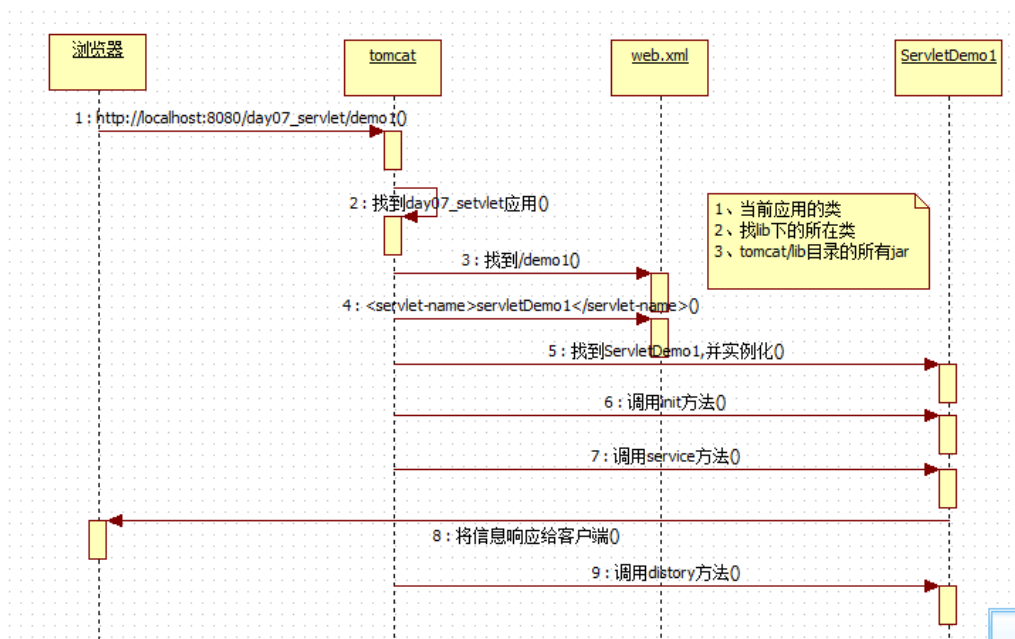 浏览器
tomcat
web.xml
ServletDemo1
1 : http://localhost:8080/day07_servlet/demo1()
2 : 找到day07_setvlet应用()
1、当前应用的类
2、找lib下的所在类
3、tomcat/lib目录的所有jar
3 : 找到/demo1()
4 : <servlet-name>servletDemo1</servlet-name>()
5 : 找到ServletDemo1,并实例化()
6 : 调用init方法()
7 : 调用service方法()
8 : 将信息响应给客户端()
9 : 调用distory方法()